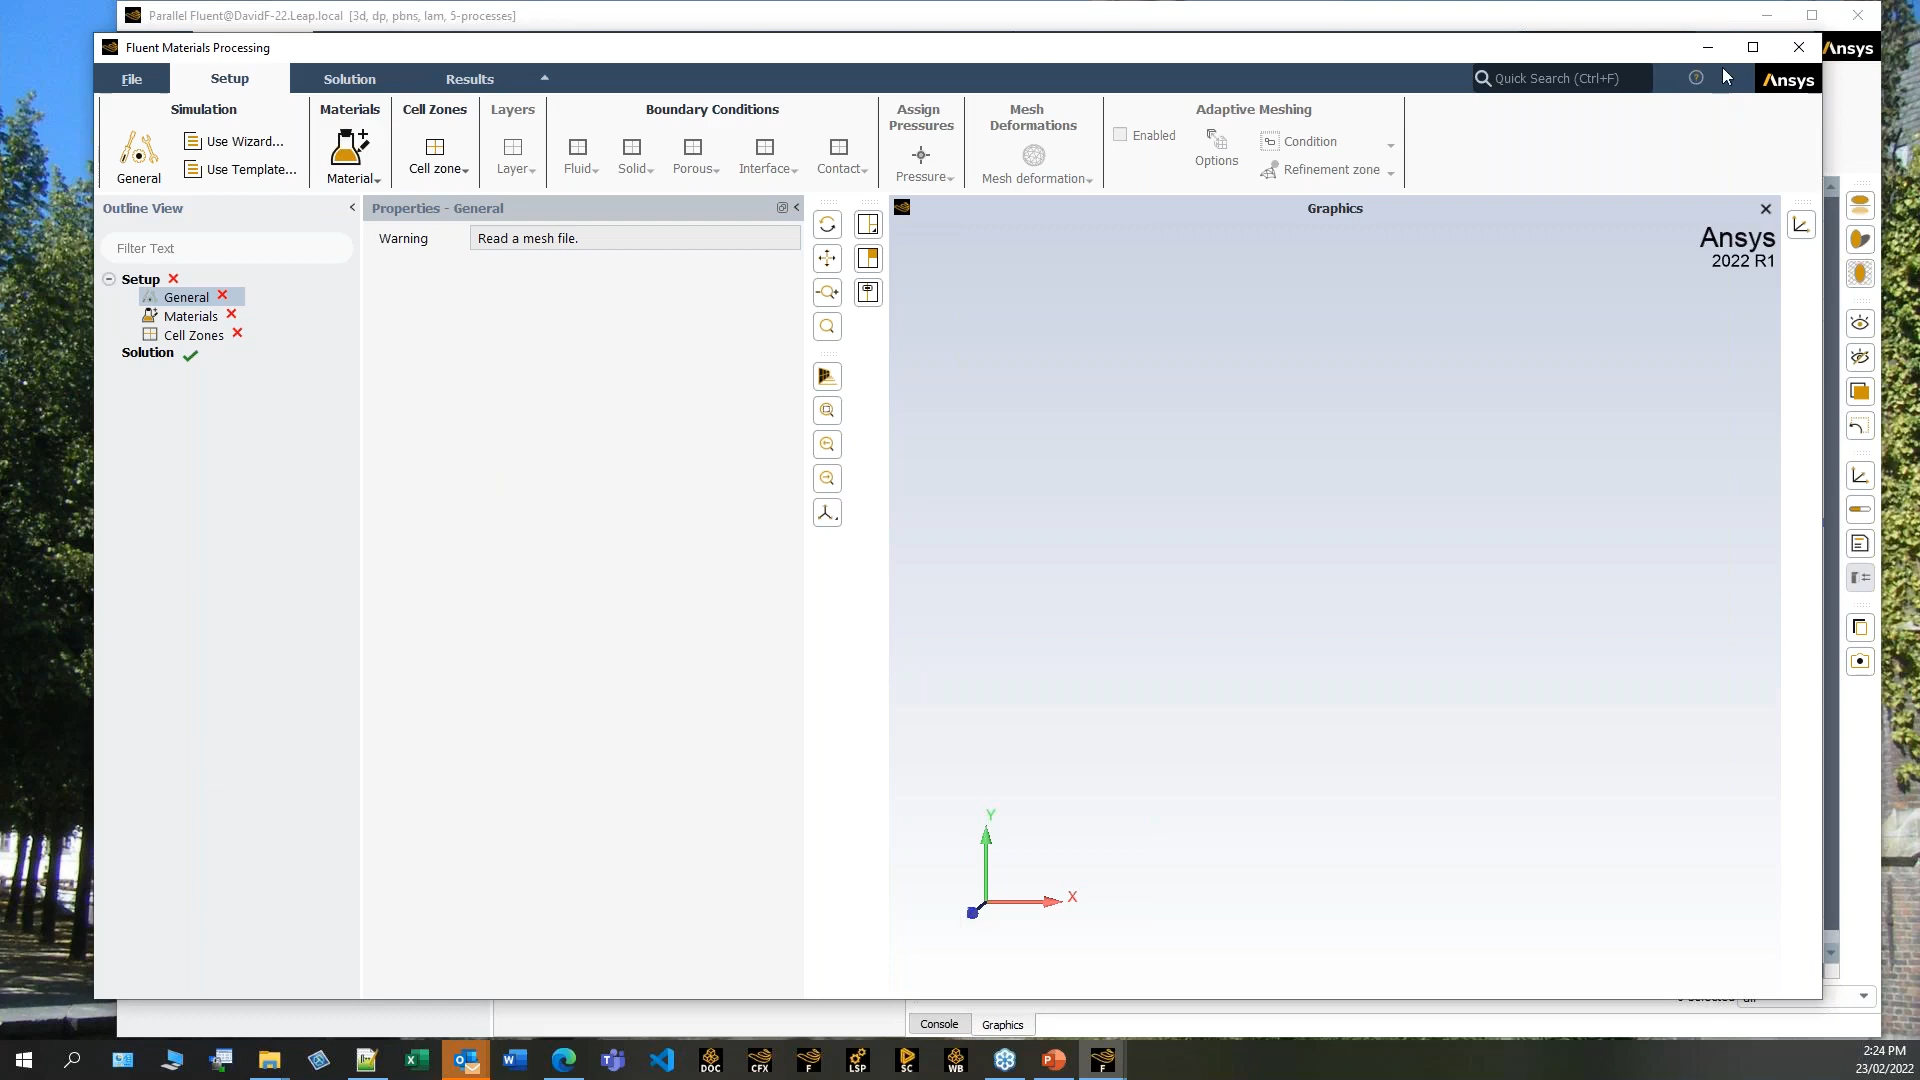 Parallel Fluent@DavidF-22.Leap.local [3d, dp, pbns, lam, 5-processes]
Fluent Materials Processing
Ansys
File
Setup
Solution
Results
Quick Search (Ctrl+F)
Ansys
Simulation
Materials
Cell Zones
Layers
Boundary Conditions
Assign
Pressures
Mesh
Deformations
Adaptive Meshing
General
Use Wizard...
Use Template...
Material
Cell zone
Layer
Fluid
Solid
Porous
Interface
Contact
Pressure
Mesh deformation
Enabled
Options
Condition
Refinement zone
Outline View
Filter Text
Setup
General
Materials
Cell Zones
Solution
Properties - General
Warning
Read a mesh file.
Graphics
Ansys
2022 R1
Y
X
Console
Graphics
DOC
CFX
F
LSP
SC
WB
F
2:24 PM
23/02/2022